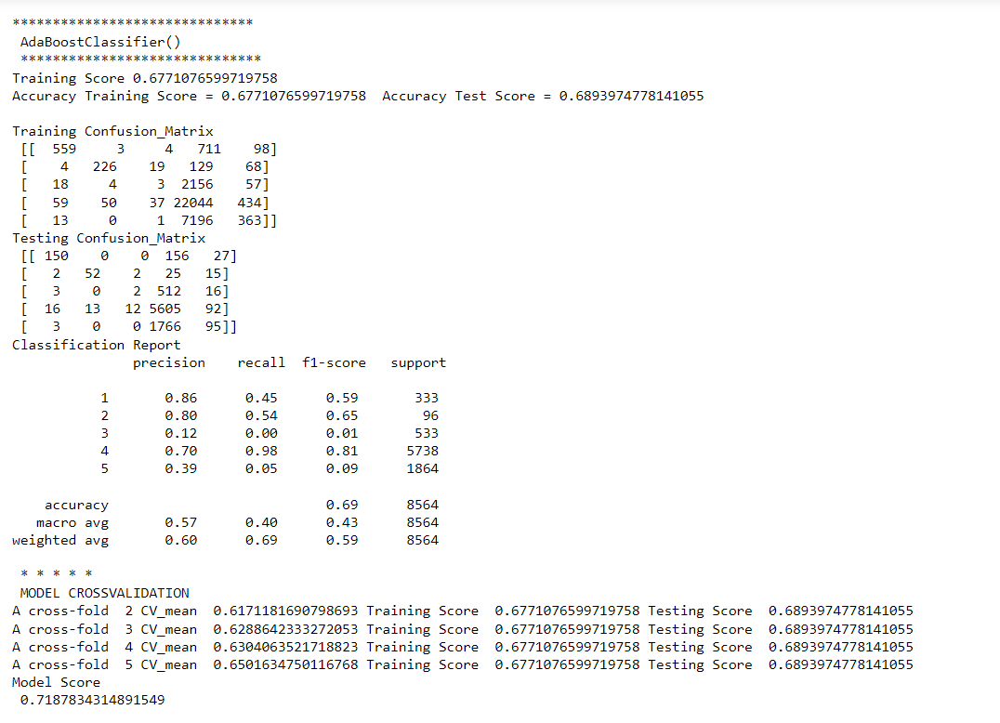 ******************************
AdaBoostClassifier()
******************************
Training Score 0.6771076599719758
Accuracy Training Score = 0.6771076599719758  Accuracy Test Score = 0.6893974778141055

Training Confusion_Matrix
[[  559     3     4   711    98]
[    4   226    19   129    68]
[   18     4     3  2156    57]
[   59    50    37 22044   434]
[   13     0     1  7196   363]]
Testing Confusion_Matrix
[[ 150    0    0  156   27]
[   2   52    2   25   15]
[   3    0    2  512   16]
[  16   13   12 5605   92]
[   3    0    0 1766   95]]
Classification Report
precision    recall  f1-score   support

1       0.86      0.45      0.59       333
2       0.80      0.54      0.65        96
3       0.12      0.00      0.01       533
4       0.70      0.98      0.81      5738
5       0.39      0.05      0.09      1864

accuracy                           0.69      8564
macro avg       0.57      0.40      0.43      8564
weighted avg       0.60      0.69      0.59      8564

* * * * *
MODEL CROSSVALIDATION
A cross-fold  2 CV_mean  0.6171181690798693 Training Score  0.6771076599719758 Testing Score  0.6893974778141055
A cross-fold  3 CV_mean  0.6288642333272053 Training Score  0.6771076599719758 Testing Score  0.6893974778141055
A cross-fold  4 CV_mean  0.6304063521718823 Training Score  0.6771076599719758 Testing Score  0.6893974778141055
A cross-fold  5 CV_mean  0.6501634750116768 Training Score  0.6771076599719758 Testing Score  0.6893974778141055
Model Score
0.7187834314891549